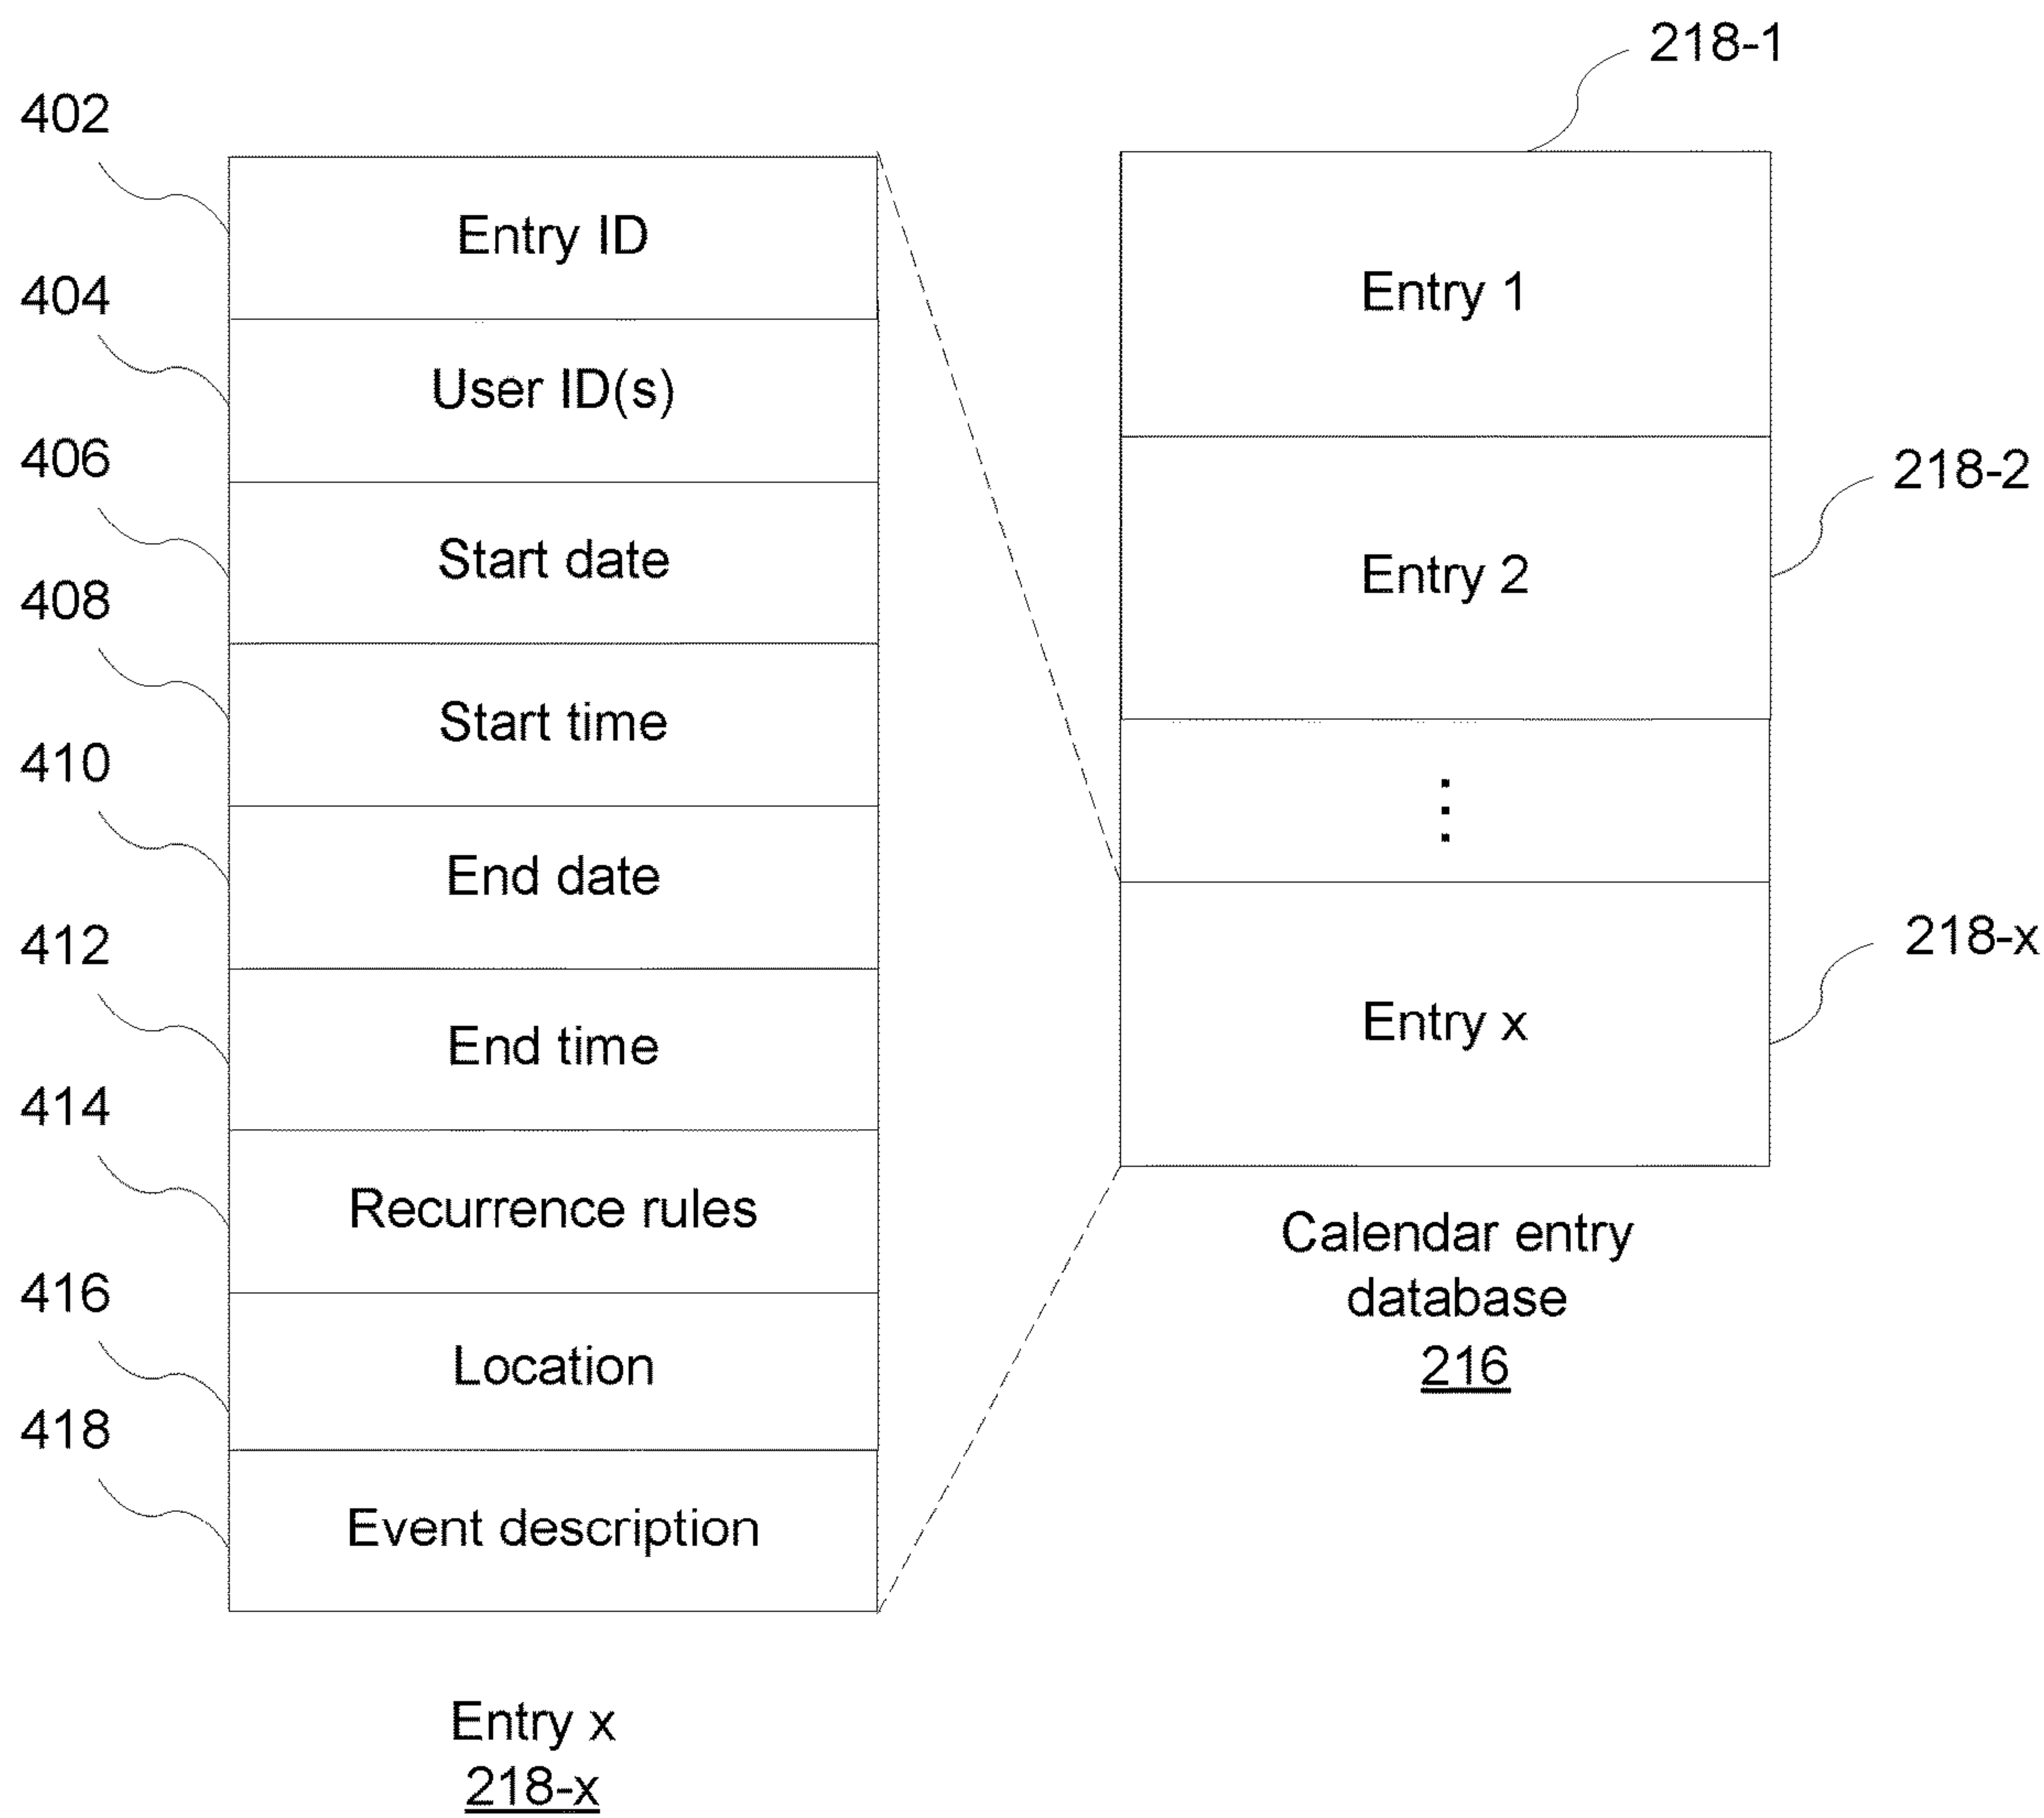 218-1
402
Entry ID
404
User ID(s)
406
Start date
408
Start time
410
End date
412
End time
414
Recurrence rules
416
Location
418
Event description
Entry x
218-x
Entry 1
218-2
Entry 2
⋮
218-x
Entry x
Calendar entry
database
216